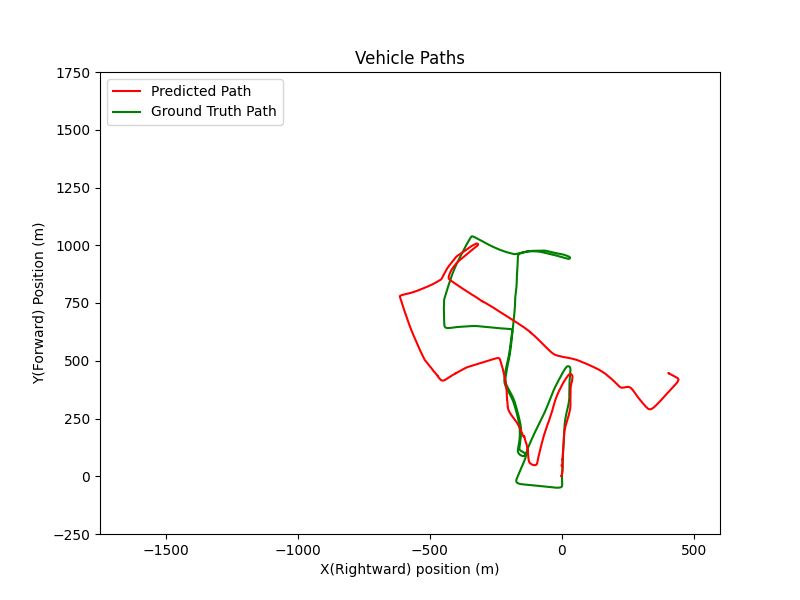 Vehicle Paths
Predicted Path
Ground Truth Path
1750
1500
1250
1000
750
500
250
0
−250
Y(Forward) Position (m)
−1500 −1000 −500 0 500
X(Rightward) position (m)